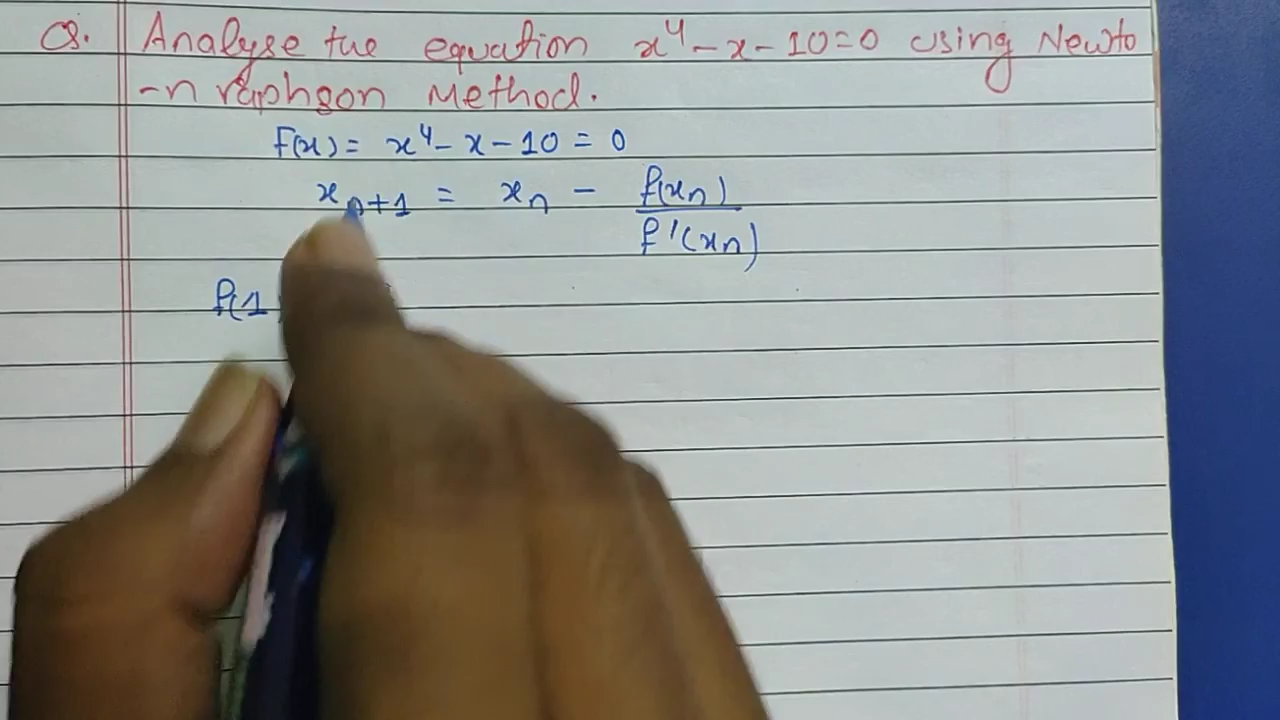 Q. Analyse the equation x⁴-x-10=0 using Newto
-n raphson Method.
F(x) = x⁴-x-10 = 0
xₙ₊₁ = xₙ - f(xₙ)
f'(xₙ)
f(1